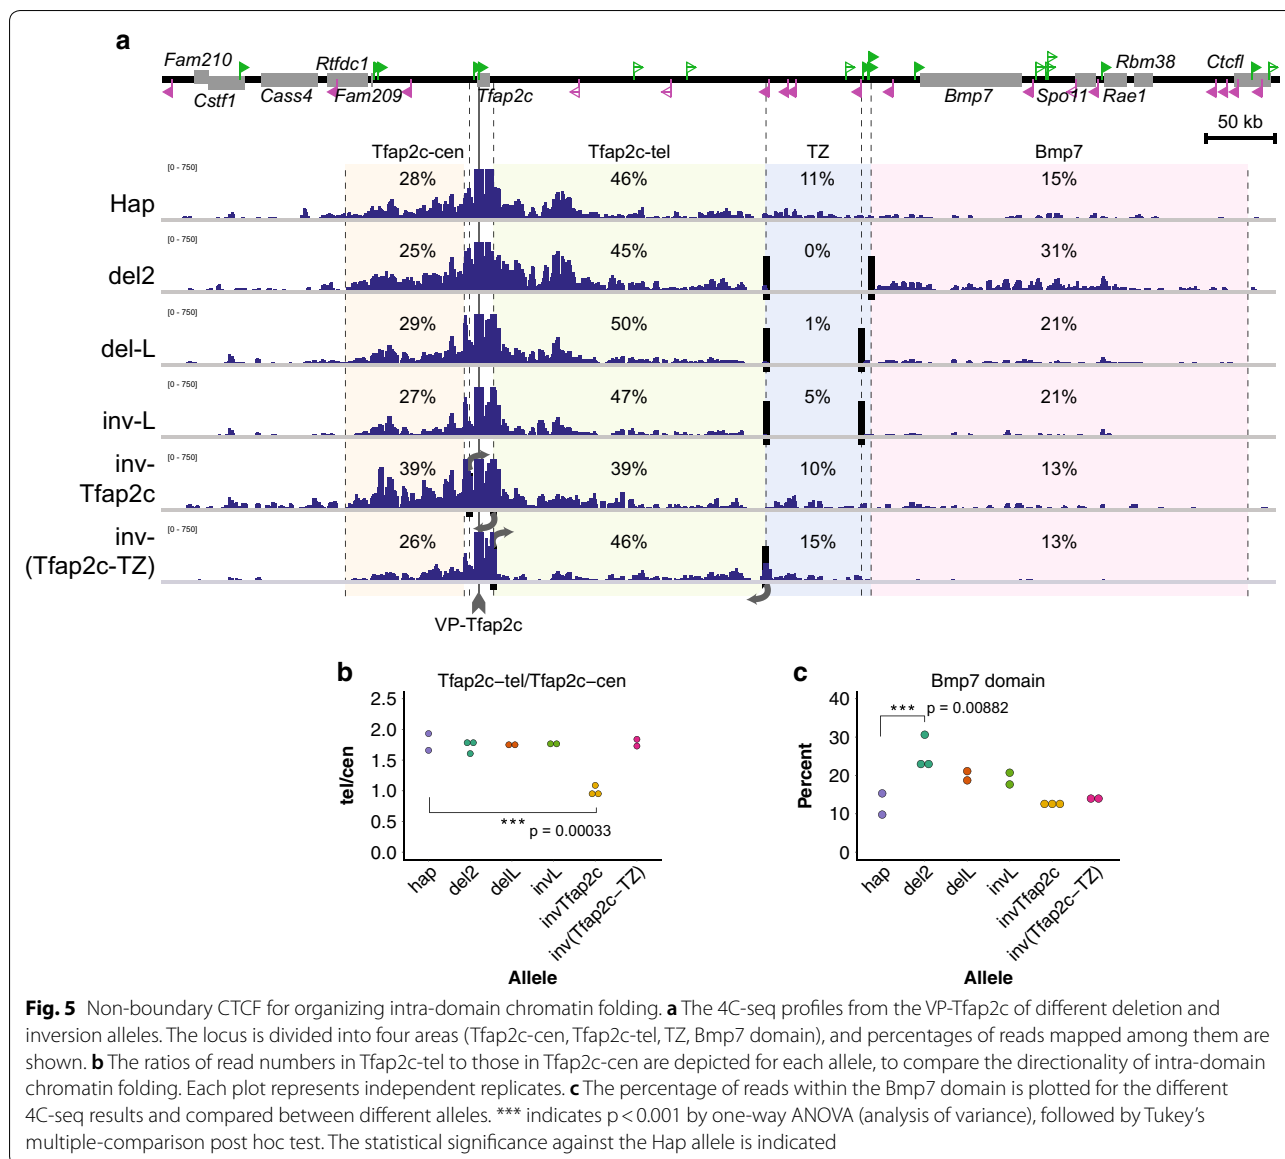 a
Fam210 Rtfdc1 Rbm38 Ctcfl
Cstf1 Cass4 Fam209 Tfap2c Bmp7 Spo11 Rae1
50 kb
Tfap2c-cen Tfap2c-tel TZ Bmp7
[0 - 750] 28% 46% 11% 15%
Hap
[0 - 750] 25% 45% 0% 31%
del2
[0 - 750] 29% 50% 1% 21%
del-L
[0 - 750] 27% 47% 5% 21%
inv-L
[0 - 750] 39% 39% 10% 13%
inv-
Tfap2c
[0 - 750] 26% 46% 15% 13%
inv-
(Tfap2c-TZ)
VP-Tfap2c
b
Tfap2c–tel/Tfap2c–cen
tel/cen
2.5
2.0
1.5
1.0
0.5
0.0
*** p = 0.00033
hap del2 delL invL invTfap2c inv(Tfap2c–TZ)
Allele
c
Bmp7 domain
Percent
40
30
20
10
0
*** p = 0.00882
hap del2 delL invL invTfap2c inv(Tfap2c–TZ)
Allele
Fig. 5 Non-boundary CTCF for organizing intra-domain chromatin folding. a The 4C-seq profiles from the VP-Tfap2c of different deletion and
inversion alleles. The locus is divided into four areas (Tfap2c-cen, Tfap2c-tel, TZ, Bmp7 domain), and percentages of reads mapped among them are
shown. b The ratios of read numbers in Tfap2c-tel to those in Tfap2c-cen are depicted for each allele, to compare the directionality of intra-domain
chromatin folding. Each plot represents independent replicates. c The percentage of reads within the Bmp7 domain is plotted for the different
4C-seq results and compared between different alleles. *** indicates p < 0.001 by one-way ANOVA (analysis of variance), followed by Tukey's
multiple-comparison post hoc test. The statistical significance against the Hap allele is indicated